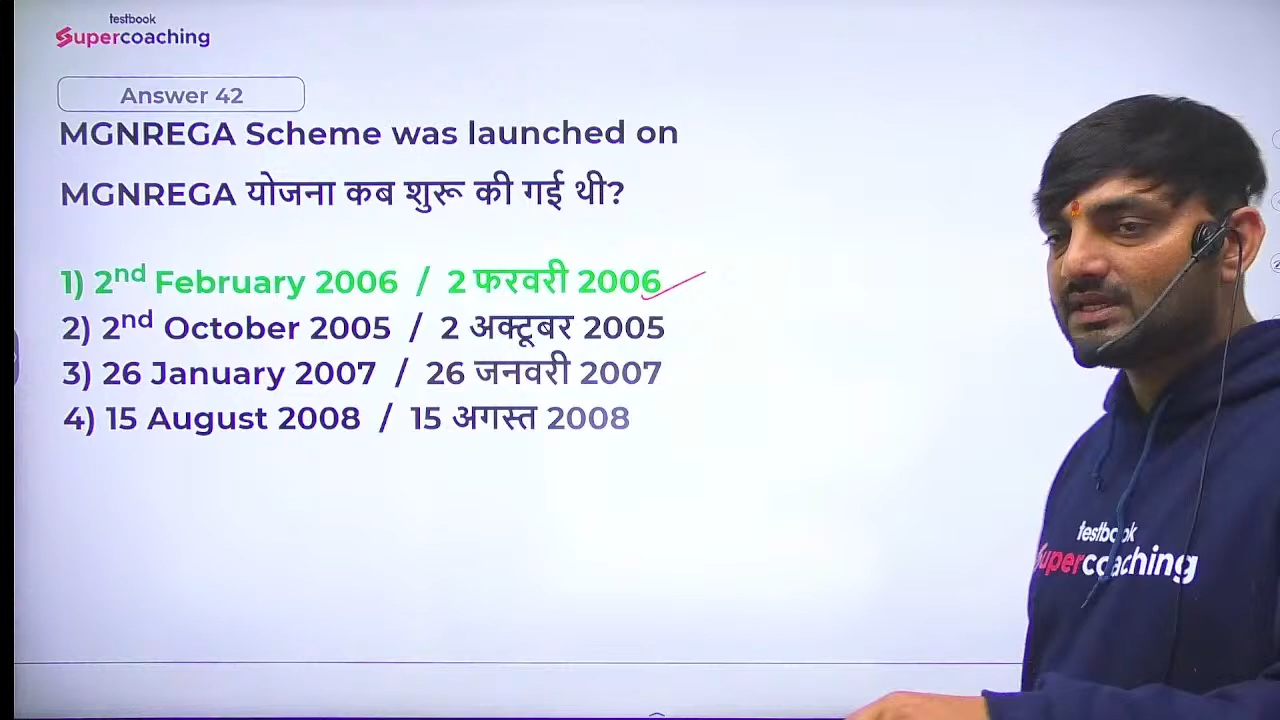 testbook
Supercoaching
Answer 42
MGNREGA Scheme was launched on
MGNREGA योजना कब शुरू की गई थी?
1) 2nd February 2006 / 2 फरवरी 2006
2) 2nd October 2005 / 2 अक्टूबर 2005
3) 26 January 2007 / 26 जनवरी 2007
4) 15 August 2008 / 15 अगस्त 2008
testbook
Supercoaching